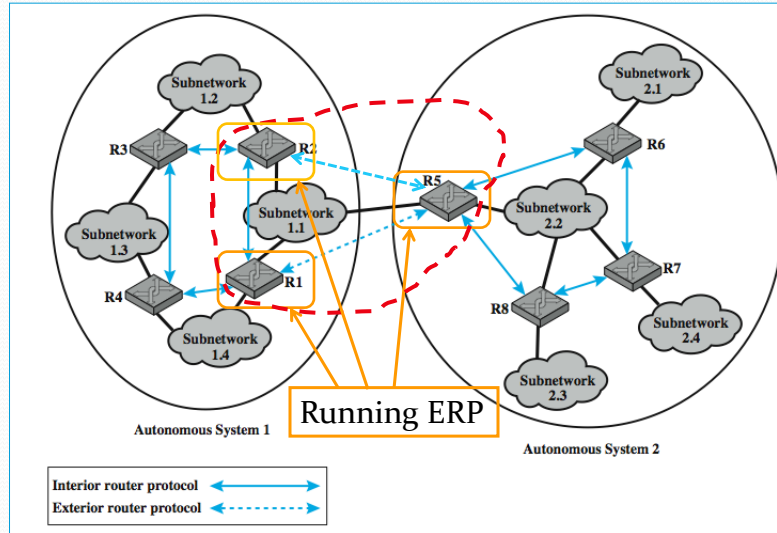 Subnetwork
1.2
Subnetwork
2.1
R3
R2
R6
R5
Subnetwork
1.1
Subnetwork
2.2
Subnetwork
1.3
R4
R1
R7
R8
Subnetwork
1.4
Subnetwork
2.4
Subnetwork
2.3
Running ERP
Autonomous System 1
Autonomous System 2
Interior router protocol
Exterior router protocol